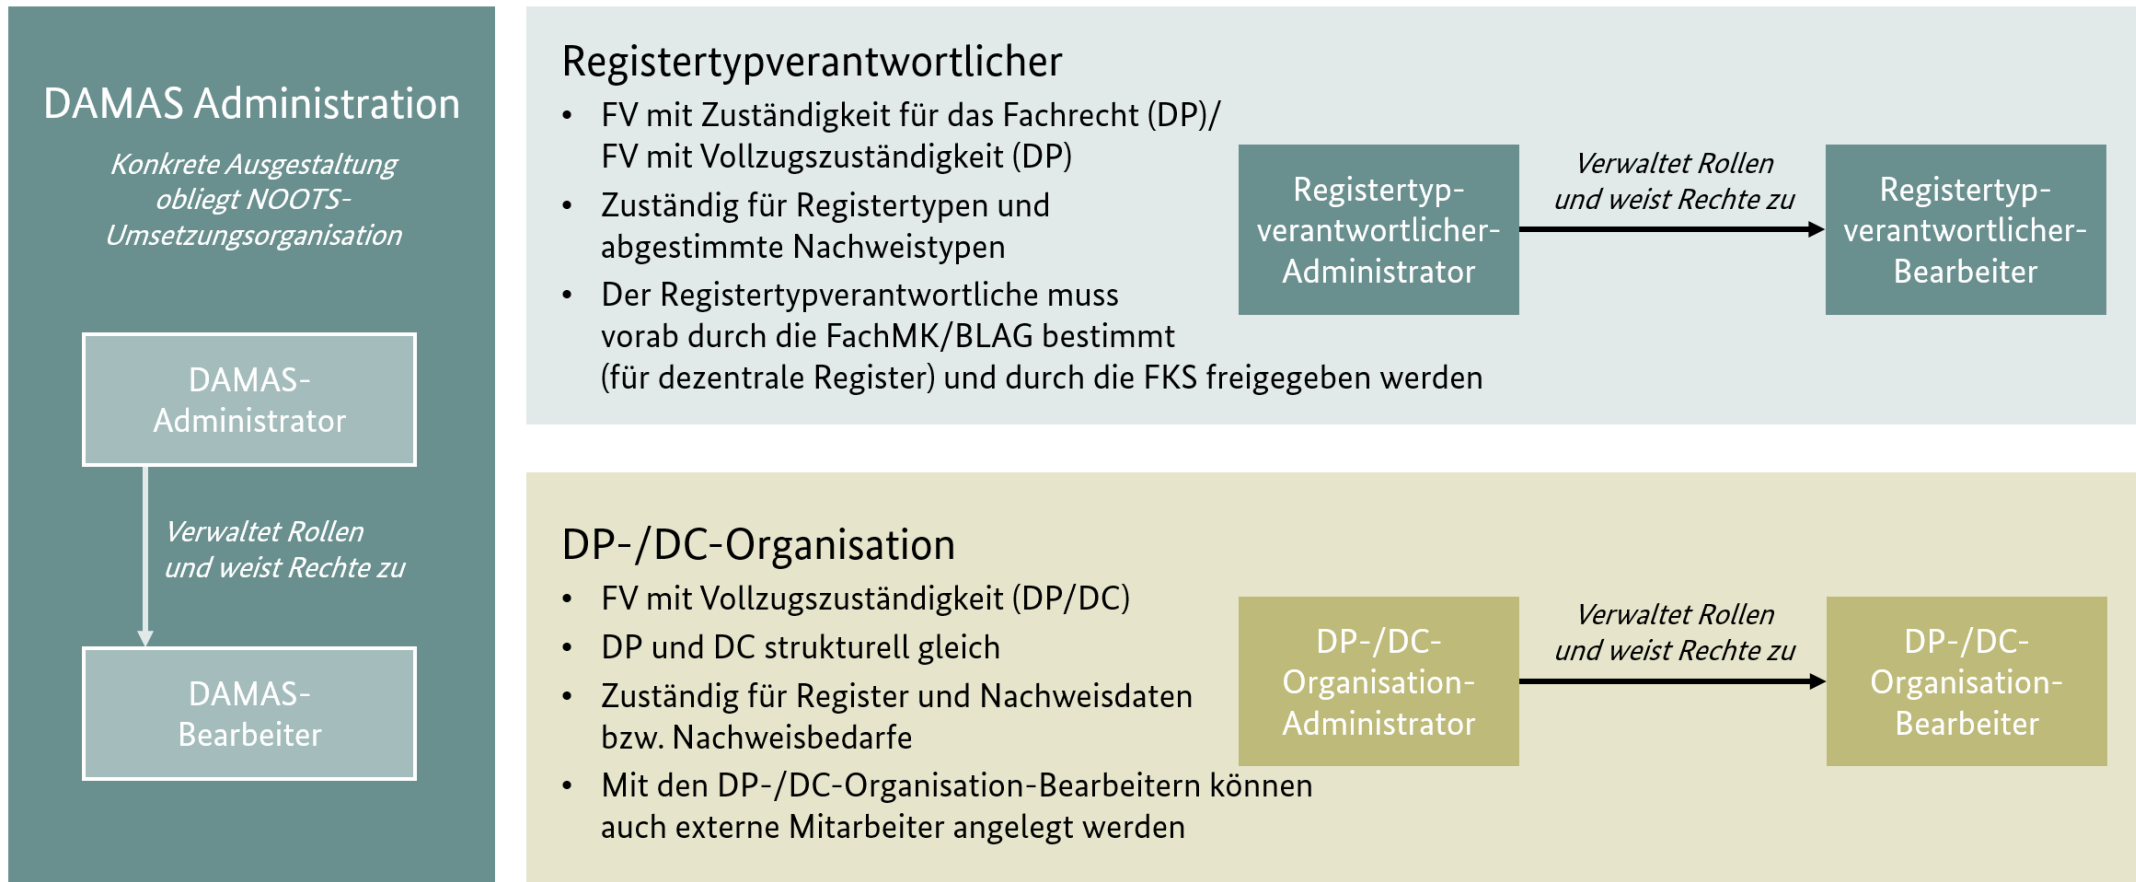 DAMAS Administration
Konkrete Ausgestaltung
obliegt NOOTS-
Umsetzungsorganisation
DAMAS-
Administrator
Verwaltet Rollen
und weist Rechte zu
DAMAS-
Bearbeiter
Registertypverantwortlicher
• FV mit Zuständigkeit für das Fachrecht (DP)/
FV mit Vollzugszuständigkeit (DP)
• Zuständig für Registertypen und
abgestimmte Nachweistypen
• Der Registertypverantwortliche muss
vorab durch die FachMK/BLAG bestimmt
(für dezentrale Register) und durch die FKS freigegeben werden
Registertyp-
verantwortlicher-
Administrator
Verwaltet Rollen
und weist Rechte zu
Registertyp-
verantwortlicher-
Bearbeiter
DP-/DC-Organisation
• FV mit Vollzugszuständigkeit (DP/DC)
• DP und DC strukturell gleich
• Zuständig für Register und Nachweisdaten
bzw. Nachweisbedarfe
• Mit den DP-/DC-Organisation-Bearbeitern können
auch externe Mitarbeiter angelegt werden
DP-/DC-
Organisation-
Administrator
Verwaltet Rollen
und weist Rechte zu
DP-/DC-
Organisation-
Bearbeiter